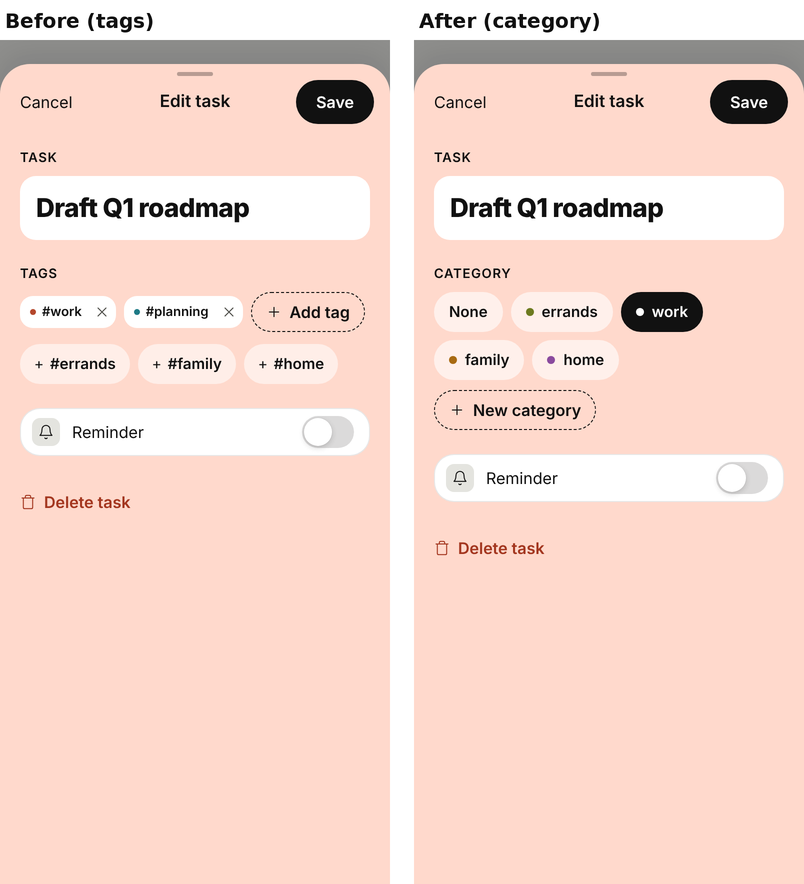 Before (tags)
Cancel
Edit task
Save
TASK
Draft Q1 roadmap
TAGS
#work
#planning
+ Add tag
+ #errands
+ #family
+ #home
Reminder
Delete task
After (category)
Cancel
Edit task
Save
TASK
Draft Q1 roadmap
CATEGORY
None
errands
work
family
home
+ New category
Reminder
Delete task